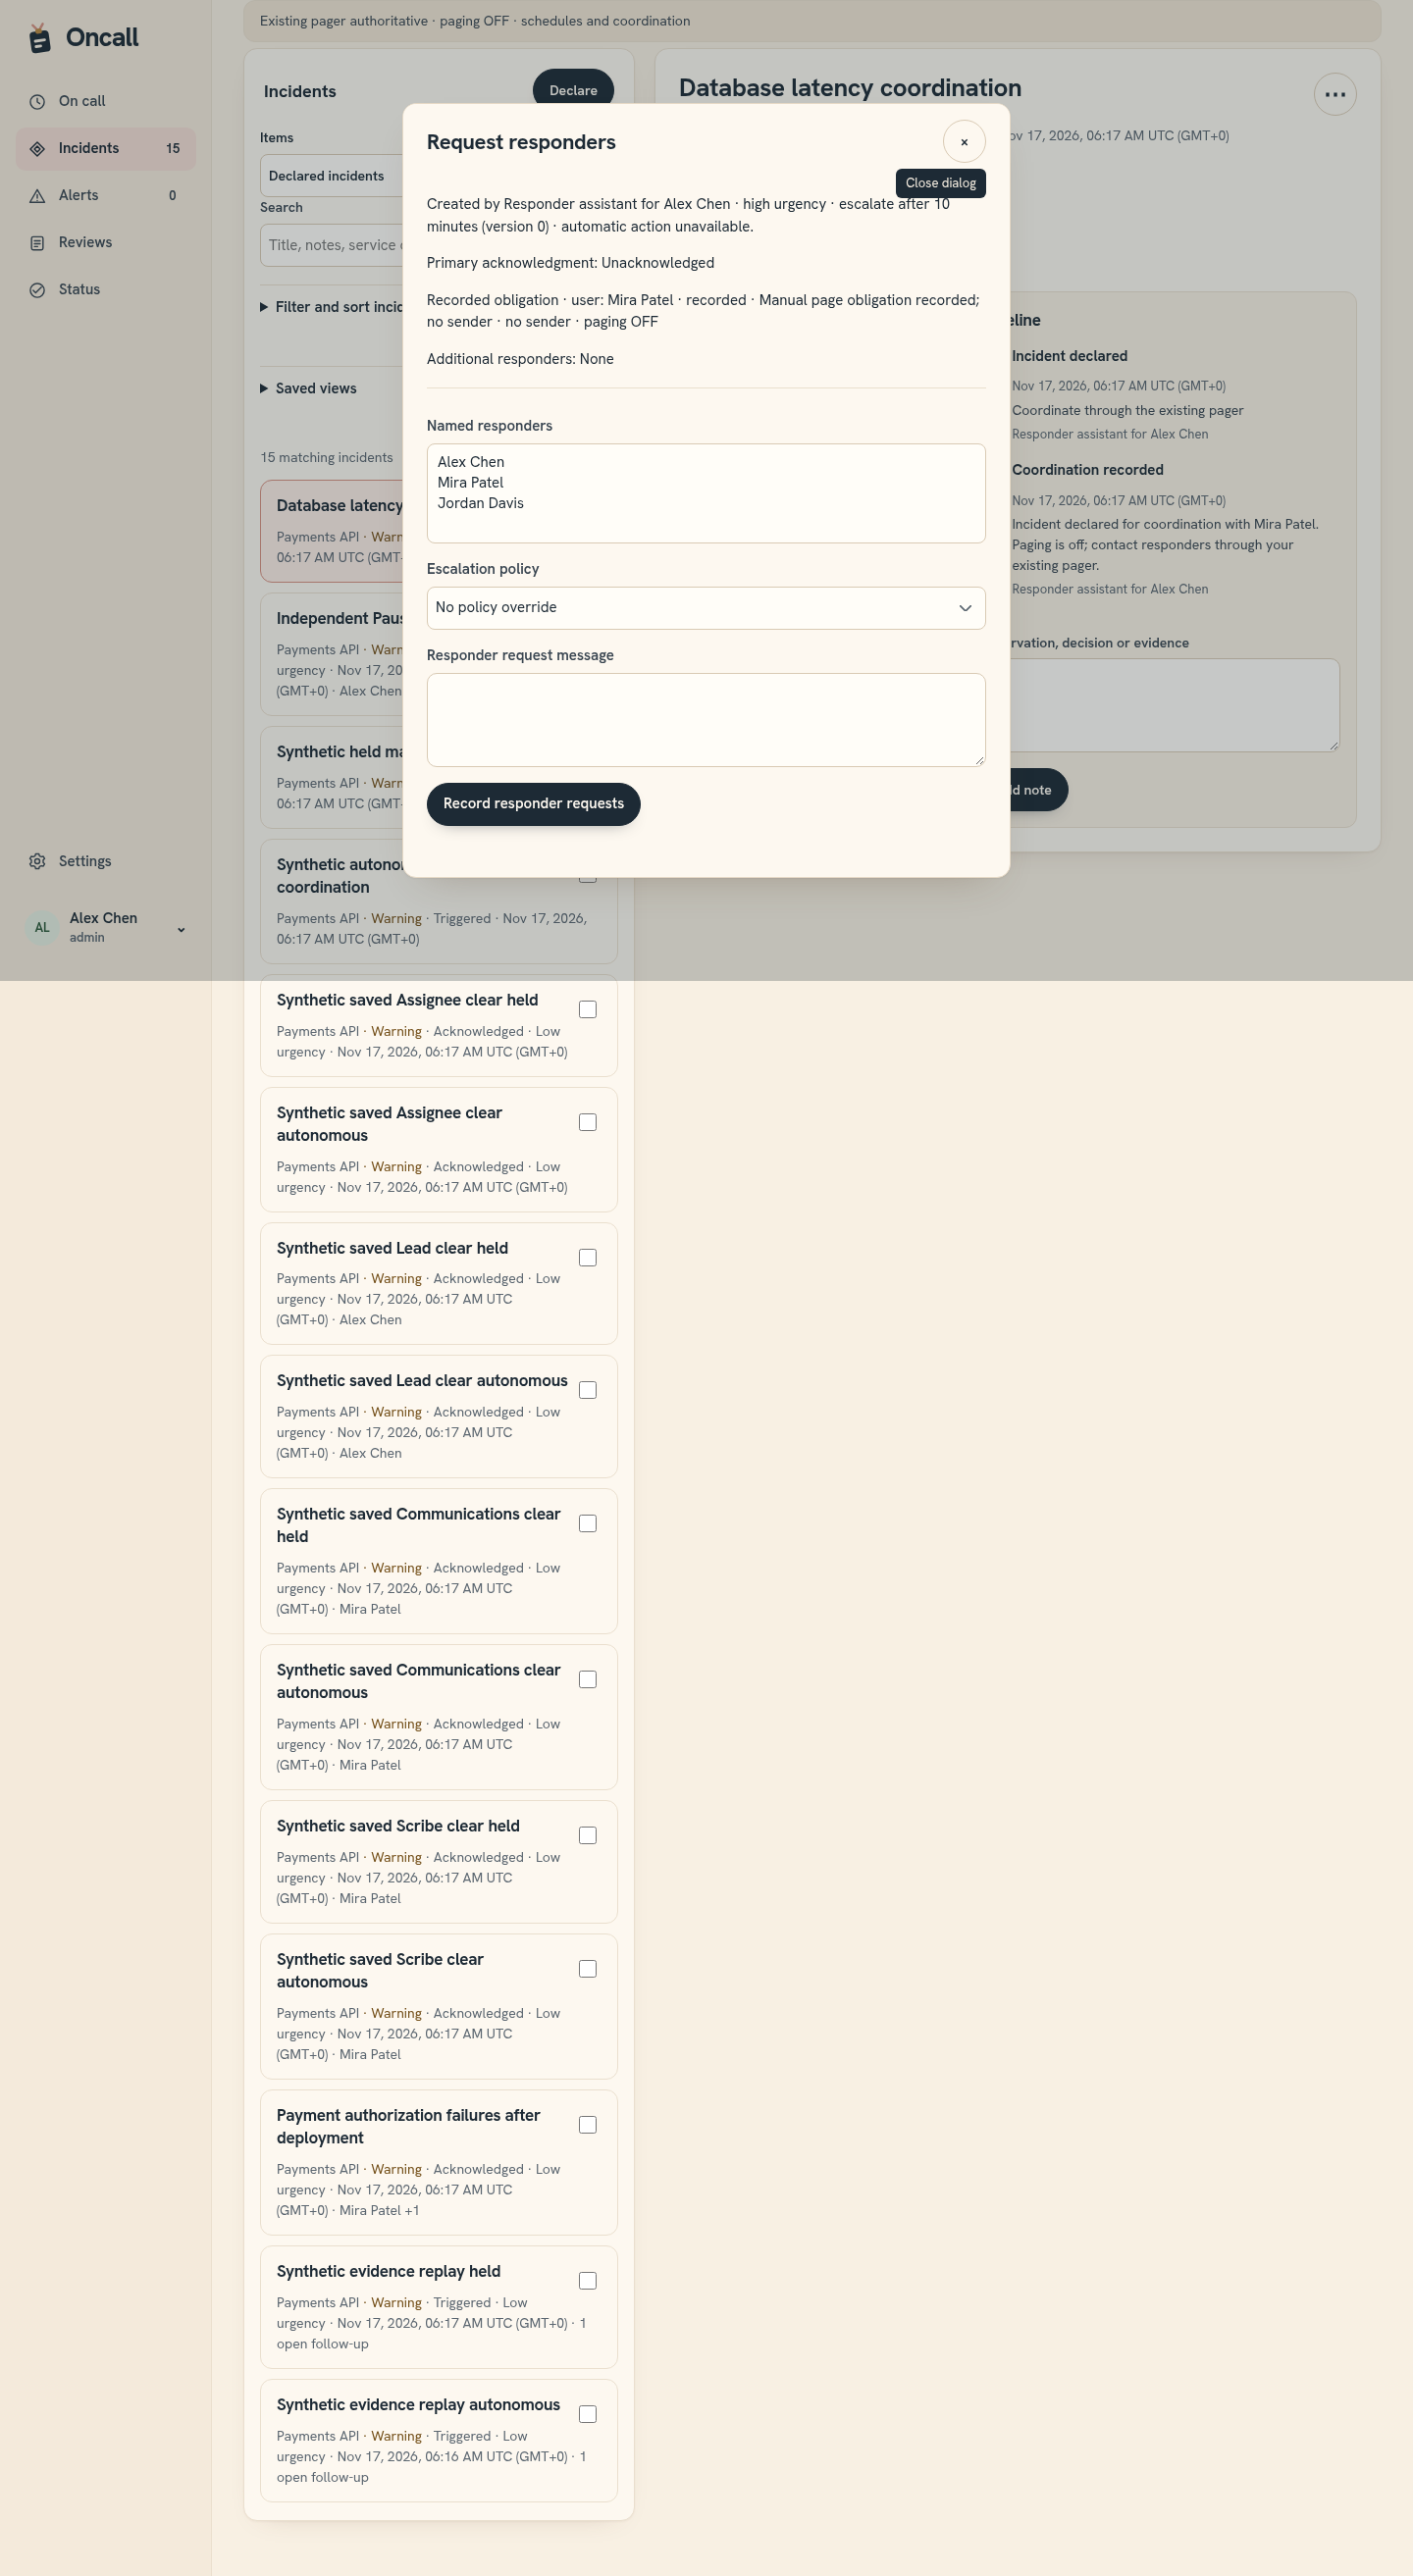 Oncall
On call
Incidents 15
Alerts 0
Reviews
Status
Settings
AL
Alex Chen
admin
Existing pager authoritative · paging OFF · schedules and coordination
Incidents
Declare
Items
Declared incidents
Search
Title, notes, service
Filter and sort
Saved views
15 matching incidents
Database latency
Payments API ·
06:17 AM UTC
Independent
Payments API ·
urgency · Nov 17,
(GMT+0) · Alex Chen
Synthetic held
Payments API ·
06:17 AM UTC
Synthetic
coordination
Payments API · Warning · Triggered · Nov 17, 2026,
06:17 AM UTC (GMT+0)
Synthetic saved Assignee clear held
Payments API · Warning · Acknowledged · Low
urgency · Nov 17, 2026, 06:17 AM UTC (GMT+0)
Synthetic saved Assignee clear
autonomous
Payments API · Warning · Acknowledged · Low
urgency · Nov 17, 2026, 06:17 AM UTC (GMT+0)
Synthetic saved Lead clear held
Payments API · Warning · Acknowledged · Low
urgency · Nov 17, 2026, 06:17 AM UTC
(GMT+0) · Alex Chen
Synthetic saved Lead clear autonomous
Payments API · Warning · Acknowledged · Low
urgency · Nov 17, 2026, 06:17 AM UTC
(GMT+0) · Alex Chen
Synthetic saved Communications clear
held
Payments API · Warning · Acknowledged · Low
urgency · Nov 17, 2026, 06:17 AM UTC
(GMT+0) · Mira Patel
Synthetic saved Communications clear
autonomous
Payments API · Warning · Acknowledged · Low
urgency · Nov 17, 2026, 06:17 AM UTC
(GMT+0) · Mira Patel
Synthetic saved Scribe clear held
Payments API · Warning · Acknowledged · Low
urgency · Nov 17, 2026, 06:17 AM UTC
(GMT+0) · Mira Patel
Synthetic saved Scribe clear
autonomous
Payments API · Warning · Acknowledged · Low
urgency · Nov 17, 2026, 06:17 AM UTC
(GMT+0) · Mira Patel
Payment authorization failures after
deployment
Payments API · Warning · Acknowledged · Low
urgency · Nov 17, 2026, 06:17 AM UTC
(GMT+0) · Mira Patel +1
Synthetic evidence replay held
Payments API · Warning · Triggered · Low
urgency · Nov 17, 2026, 06:17 AM UTC (GMT+0) · 1
open follow-up
Synthetic evidence replay autonomous
Payments API · Warning · Triggered · Low
urgency · Nov 17, 2026, 06:16 AM UTC (GMT+0) · 1
open follow-up
Request responders
×
Close dialog
Created by Responder assistant for Alex Chen · high urgency · escalate after 10
minutes (version 0) · automatic action unavailable.
Primary acknowledgment: Unacknowledged
Recorded obligation · user: Mira Patel · recorded · Manual page obligation recorded;
no sender · no sender · paging OFF
Additional responders: None
Named responders
Alex Chen
Mira Patel
Jordan Davis
Escalation policy
No policy override
Responder request message
Record responder requests
Database latency coordination
17, 2026, 06:17 AM UTC (GMT+0)
Incident declared
Nov 17, 2026, 06:17 AM UTC (GMT+0)
Coordinate through the existing pager
Responder assistant for Alex Chen
Coordination recorded
Nov 17, 2026, 06:17 AM UTC (GMT+0)
Incident declared for coordination with Mira Patel.
Paging is off; contact responders through your
existing pager.
Responder assistant for Alex Chen
decision or evidence
note